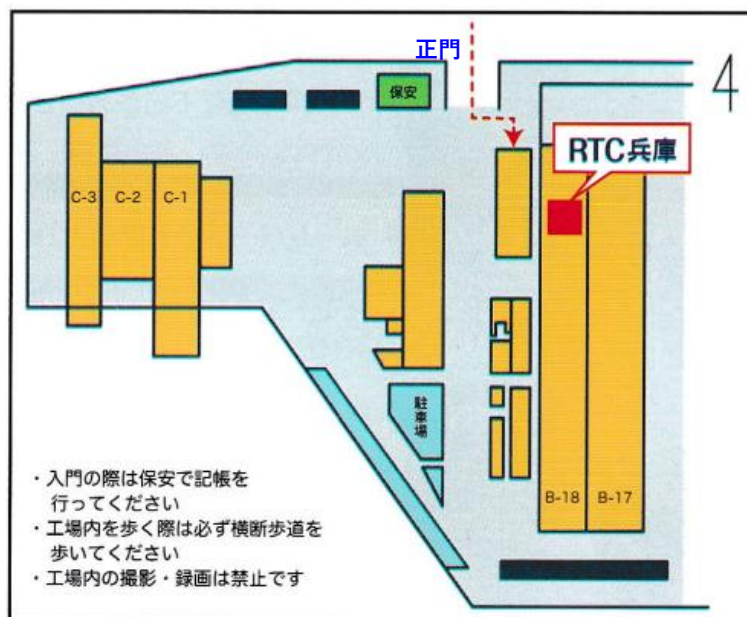 正門
保安
4
RTC兵庫
C-3
C-2
C-1
駐車場
B-18
B-17
・入門の際は保安で記帳を
行ってください
・工場内を歩く際は必ず横断歩道を
歩いてください
・工場内の撮影・録画は禁止です